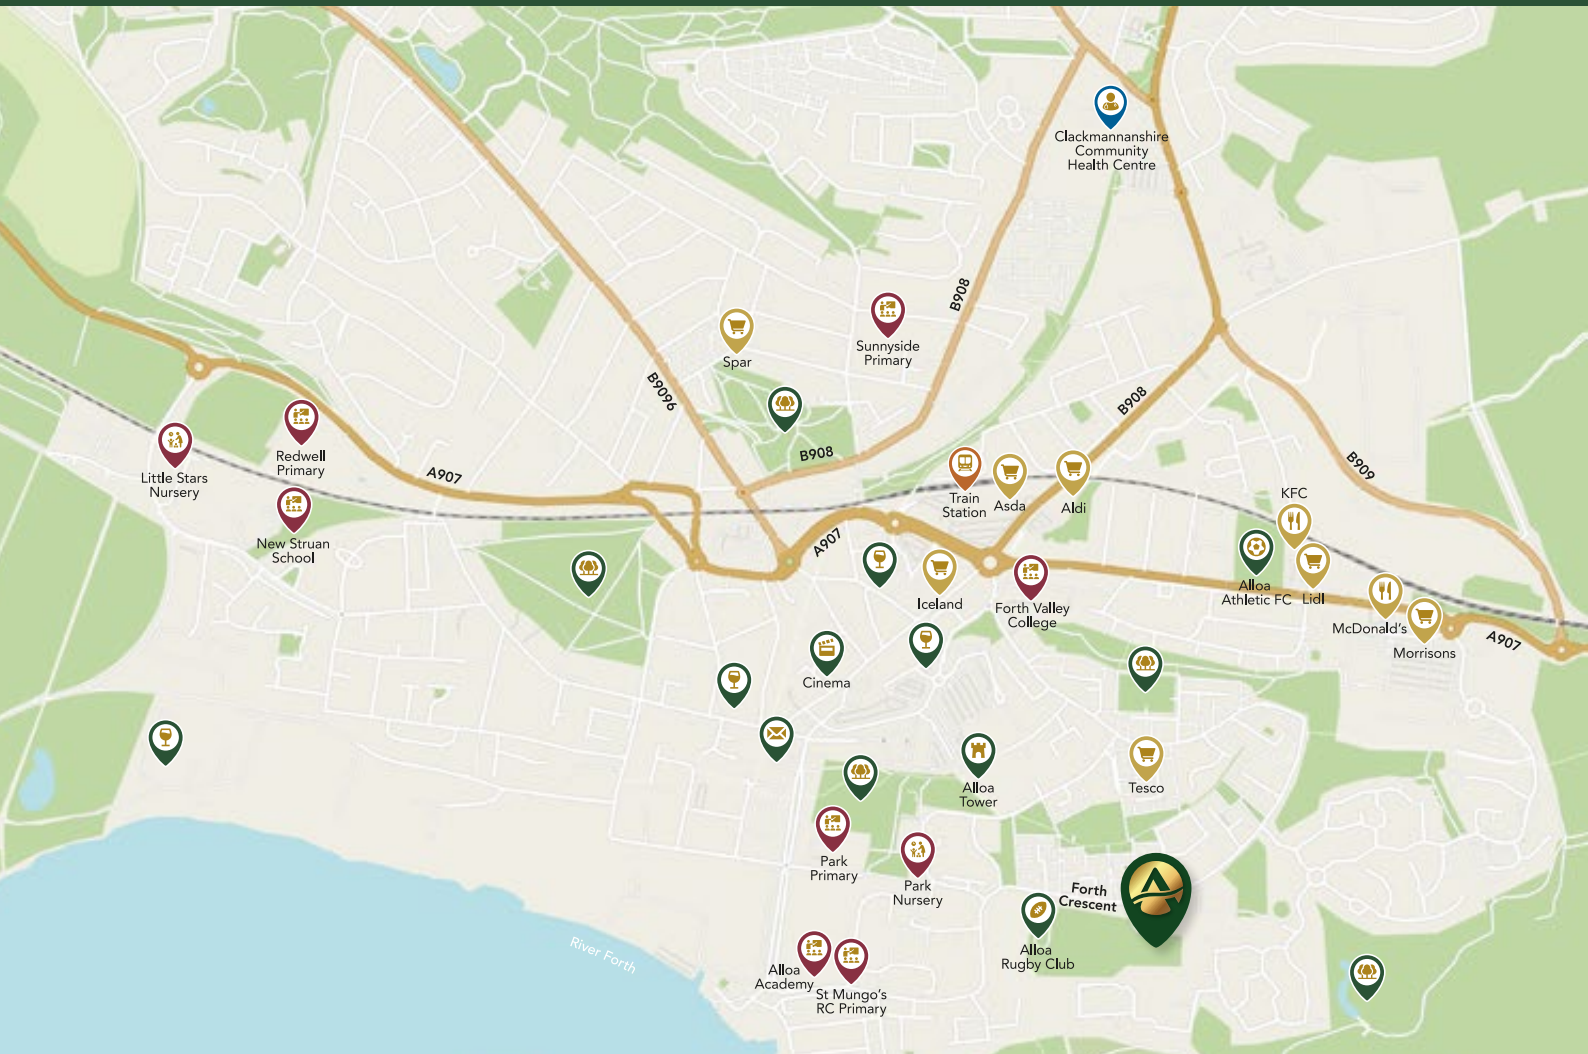 Clackmannanshire
Community
Health Centre
B908
Sunnyside
Primary
Spar
B9096
B908
B908
B909
Redwell
Primary
Little Stars
Nursery
A907
New Struan
School
Train
Station
Asda
Aldi
KFC
A907
Iceland
Forth Valley
College
Alloa
Athletic FC
Lidl
McDonald's
Morrisons
A907
Cinema
Alloa
Tower
Tesco
Park
Primary
Park
Nursery
Forth
Crescent
Alloa
Rugby Club
River Forth
Alloa
Academy
St Mungo's
RC Primary